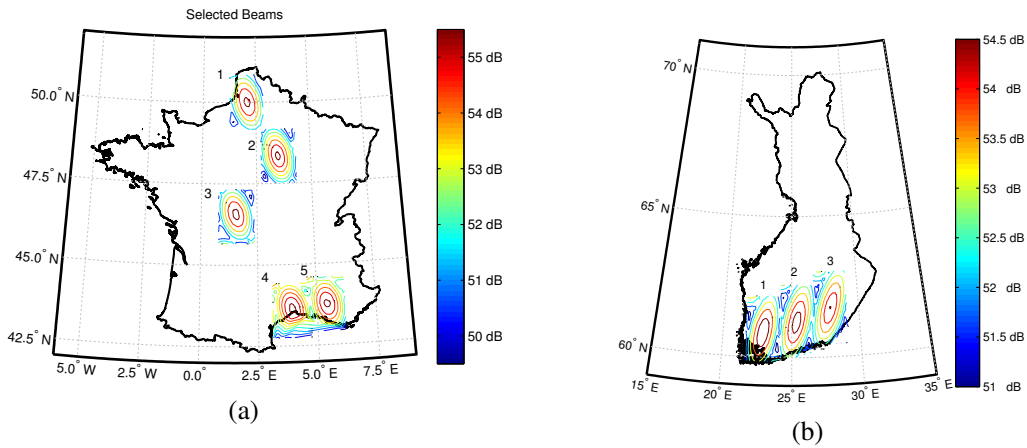 Selected Beams
1
2
3
4
5
50.0° N
47.5° N
45.0° N
42.5° N
5.0° W
2.5° W
0.0°
2.5° E
5.0° E
7.5° E
55 dB
54 dB
53 dB
52 dB
51 dB
50 dB
(a)
70° N
65° N
60° N
15° E
20° E
25° E
30° E
35° E
1
2
3
54.5 dB
54 dB
53.5 dB
53 dB
52.5 dB
52 dB
51.5 dB
51 dB
(b)